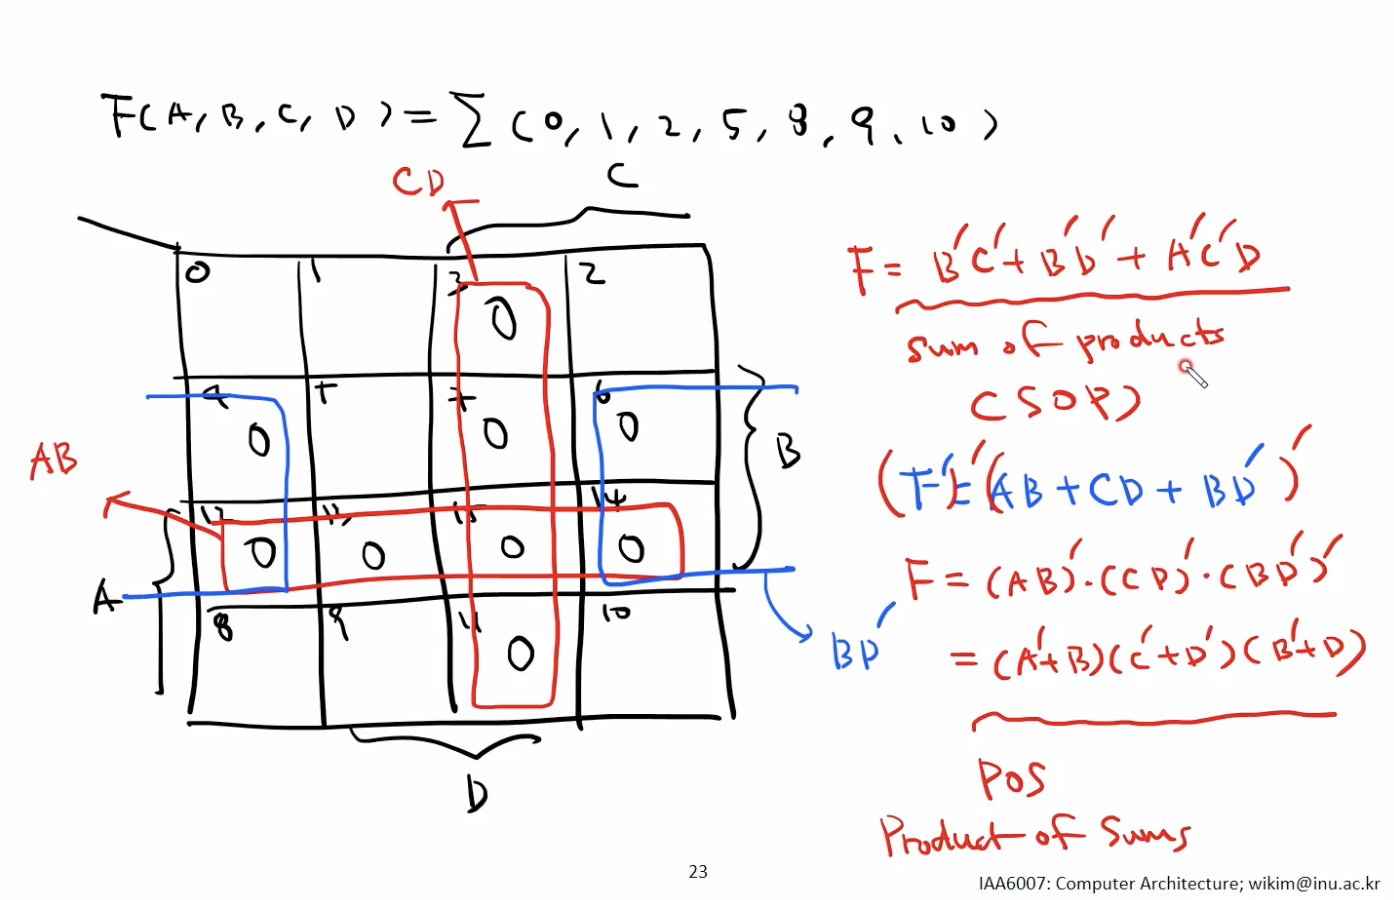 F(A, B, C, D) = Σ (0, 1, 2, 5, 8, 9, 10)
CD
C
0 1 3 2
0
4 5 7 6
0 0 0
B
AB
12 13 15 14
0 0 0 0
A
8 9 11 10
0
BD'
D
F = B'C' + B'D' + A'C'D
sum of products
(SOP)
(F')' = (AB + CD + BD')'
F = (AB)' · (CD)' · (BD')'
= (A'+B)(C'+D')(B'+D)
POS
Product of Sums
23
IAA6007: Computer Architecture; wikim@inu.ac.kr